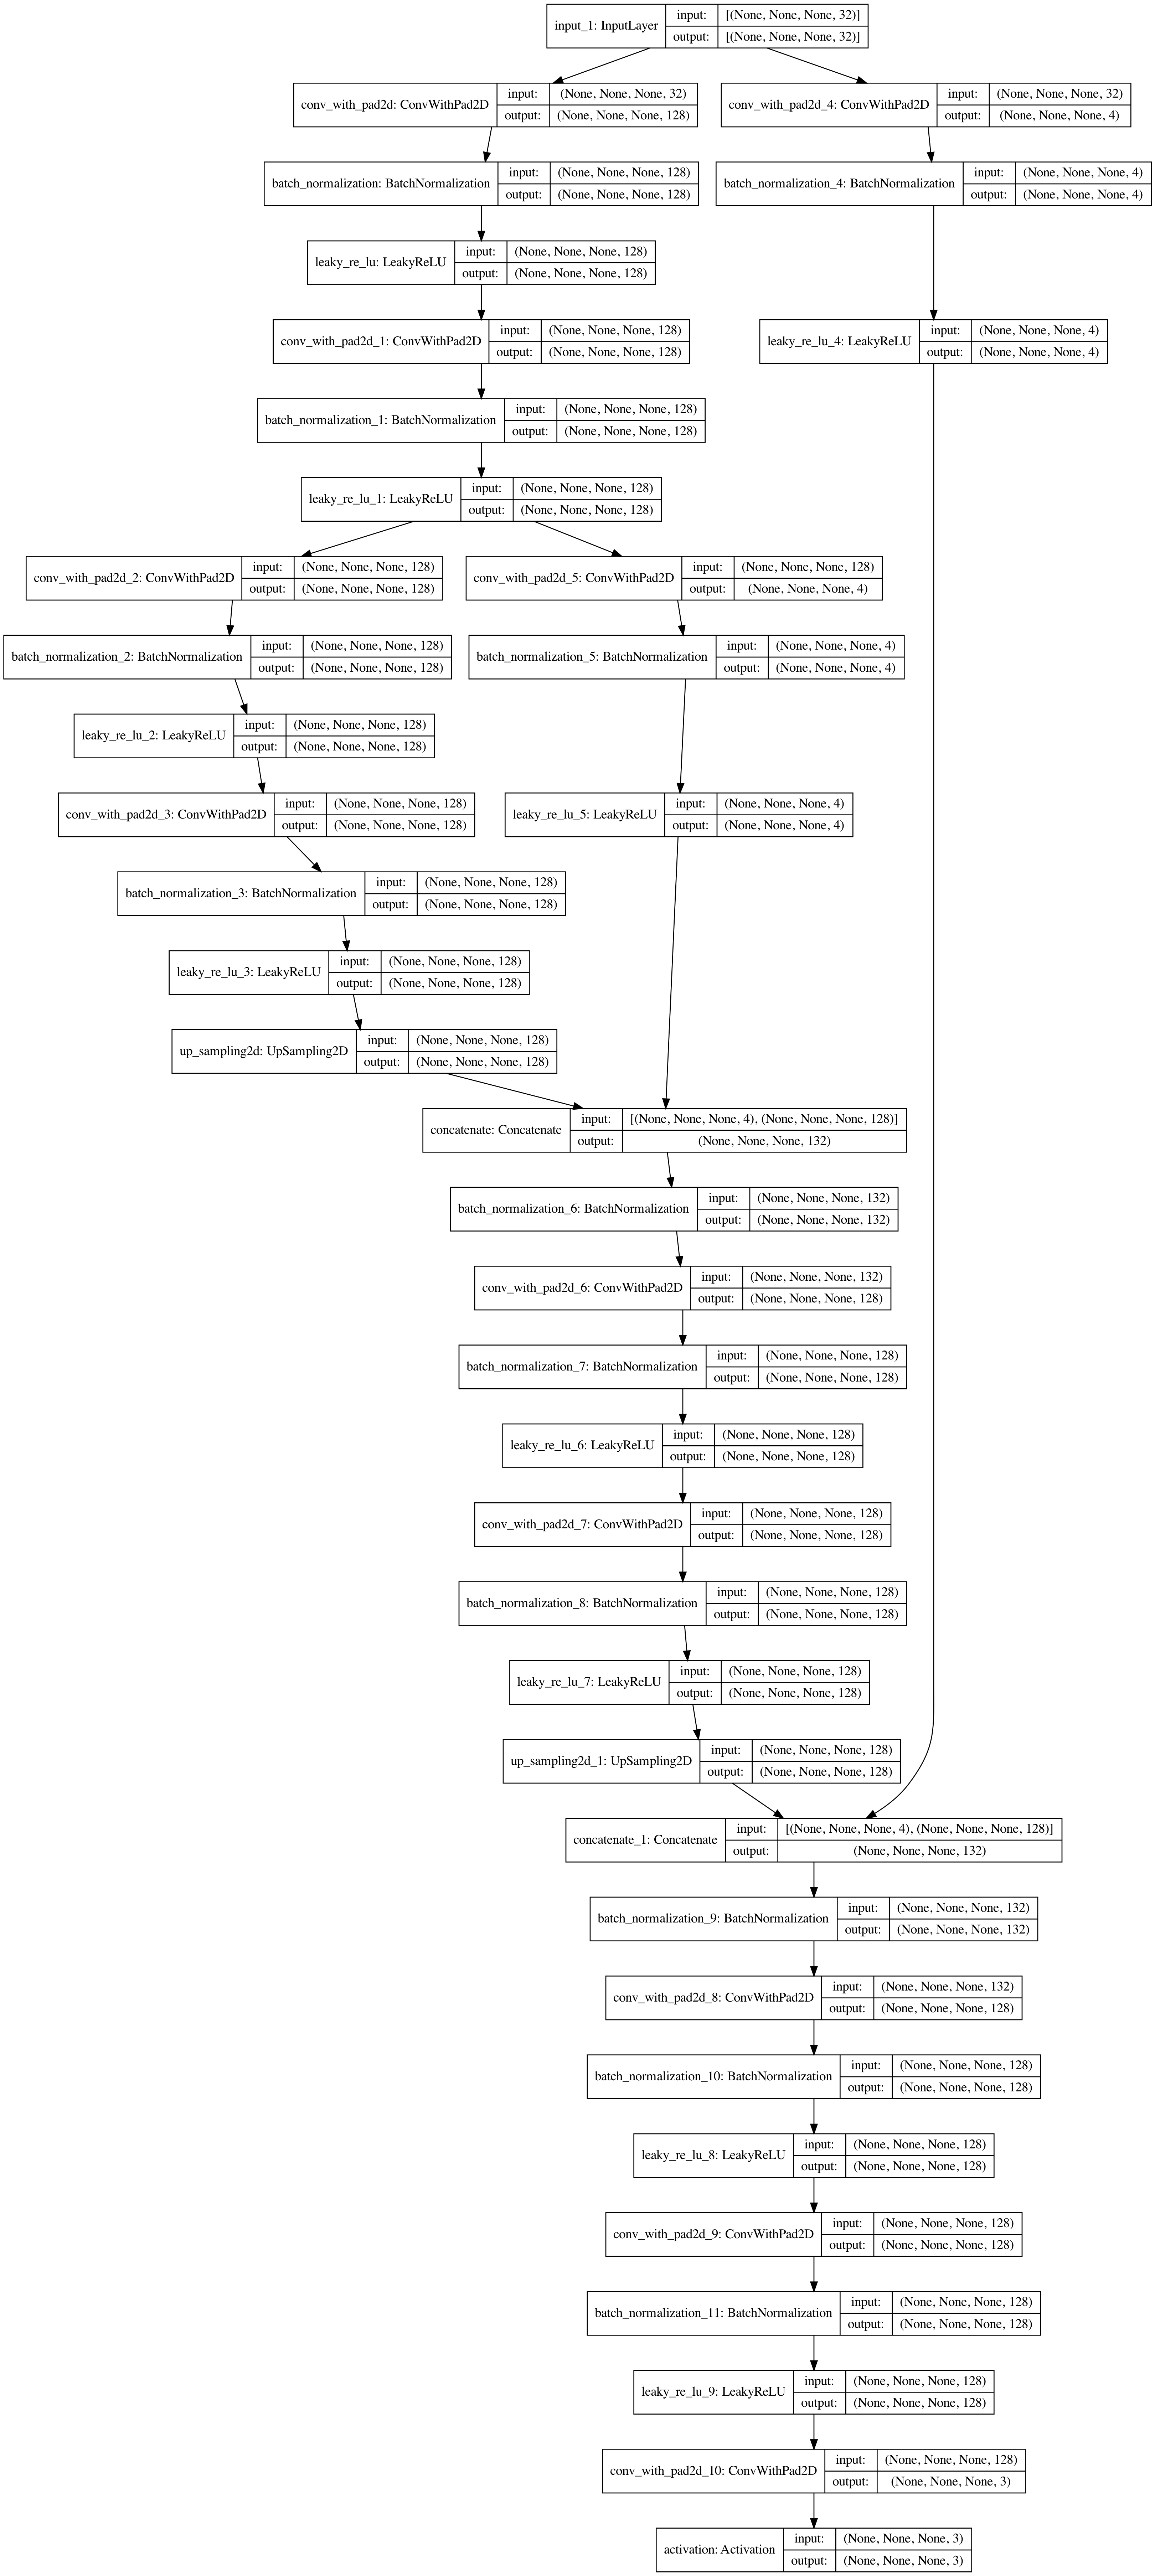 input_1: InputLayer
input:
[(None, None, None, 32)]
output:
[(None, None, None, 32)]
conv_with_pad2d: ConvWithPad2D
input:
(None, None, None, 32)
output:
(None, None, None, 128)
conv_with_pad2d_4: ConvWithPad2D
input:
(None, None, None, 32)
output:
(None, None, None, 4)
batch_normalization: BatchNormalization
input:
(None, None, None, 128)
output:
(None, None, None, 128)
batch_normalization_4: BatchNormalization
input:
(None, None, None, 4)
output:
(None, None, None, 4)
leaky_re_lu: LeakyReLU
input:
(None, None, None, 128)
output:
(None, None, None, 128)
conv_with_pad2d_1: ConvWithPad2D
input:
(None, None, None, 128)
output:
(None, None, None, 128)
leaky_re_lu_4: LeakyReLU
input:
(None, None, None, 4)
output:
(None, None, None, 4)
batch_normalization_1: BatchNormalization
input:
(None, None, None, 128)
output:
(None, None, None, 128)
leaky_re_lu_1: LeakyReLU
input:
(None, None, None, 128)
output:
(None, None, None, 128)
conv_with_pad2d_2: ConvWithPad2D
input:
(None, None, None, 128)
output:
(None, None, None, 128)
conv_with_pad2d_5: ConvWithPad2D
input:
(None, None, None, 128)
output:
(None, None, None, 4)
batch_normalization_2: BatchNormalization
input:
(None, None, None, 128)
output:
(None, None, None, 128)
batch_normalization_5: BatchNormalization
input:
(None, None, None, 4)
output:
(None, None, None, 4)
leaky_re_lu_2: LeakyReLU
input:
(None, None, None, 128)
output:
(None, None, None, 128)
conv_with_pad2d_3: ConvWithPad2D
input:
(None, None, None, 128)
output:
(None, None, None, 128)
leaky_re_lu_5: LeakyReLU
input:
(None, None, None, 4)
output:
(None, None, None, 4)
batch_normalization_3: BatchNormalization
input:
(None, None, None, 128)
output:
(None, None, None, 128)
leaky_re_lu_3: LeakyReLU
input:
(None, None, None, 128)
output:
(None, None, None, 128)
up_sampling2d: UpSampling2D
input:
(None, None, None, 128)
output:
(None, None, None, 128)
concatenate: Concatenate
input:
[(None, None, None, 4), (None, None, None, 128)]
output:
(None, None, None, 132)
batch_normalization_6: BatchNormalization
input:
(None, None, None, 132)
output:
(None, None, None, 132)
conv_with_pad2d_6: ConvWithPad2D
input:
(None, None, None, 132)
output:
(None, None, None, 128)
batch_normalization_7: BatchNormalization
input:
(None, None, None, 128)
output:
(None, None, None, 128)
leaky_re_lu_6: LeakyReLU
input:
(None, None, None, 128)
output:
(None, None, None, 128)
conv_with_pad2d_7: ConvWithPad2D
input:
(None, None, None, 128)
output:
(None, None, None, 128)
batch_normalization_8: BatchNormalization
input:
(None, None, None, 128)
output:
(None, None, None, 128)
leaky_re_lu_7: LeakyReLU
input:
(None, None, None, 128)
output:
(None, None, None, 128)
up_sampling2d_1: UpSampling2D
input:
(None, None, None, 128)
output:
(None, None, None, 128)
concatenate_1: Concatenate
input:
[(None, None, None, 4), (None, None, None, 128)]
output:
(None, None, None, 132)
batch_normalization_9: BatchNormalization
input:
(None, None, None, 132)
output:
(None, None, None, 132)
conv_with_pad2d_8: ConvWithPad2D
input:
(None, None, None, 132)
output:
(None, None, None, 128)
batch_normalization_10: BatchNormalization
input:
(None, None, None, 128)
output:
(None, None, None, 128)
leaky_re_lu_8: LeakyReLU
input:
(None, None, None, 128)
output:
(None, None, None, 128)
conv_with_pad2d_9: ConvWithPad2D
input:
(None, None, None, 128)
output:
(None, None, None, 128)
batch_normalization_11: BatchNormalization
input:
(None, None, None, 128)
output:
(None, None, None, 128)
leaky_re_lu_9: LeakyReLU
input:
(None, None, None, 128)
output:
(None, None, None, 128)
conv_with_pad2d_10: ConvWithPad2D
input:
(None, None, None, 128)
output:
(None, None, None, 3)
activation: Activation
input:
(None, None, None, 3)
output:
(None, None, None, 3)